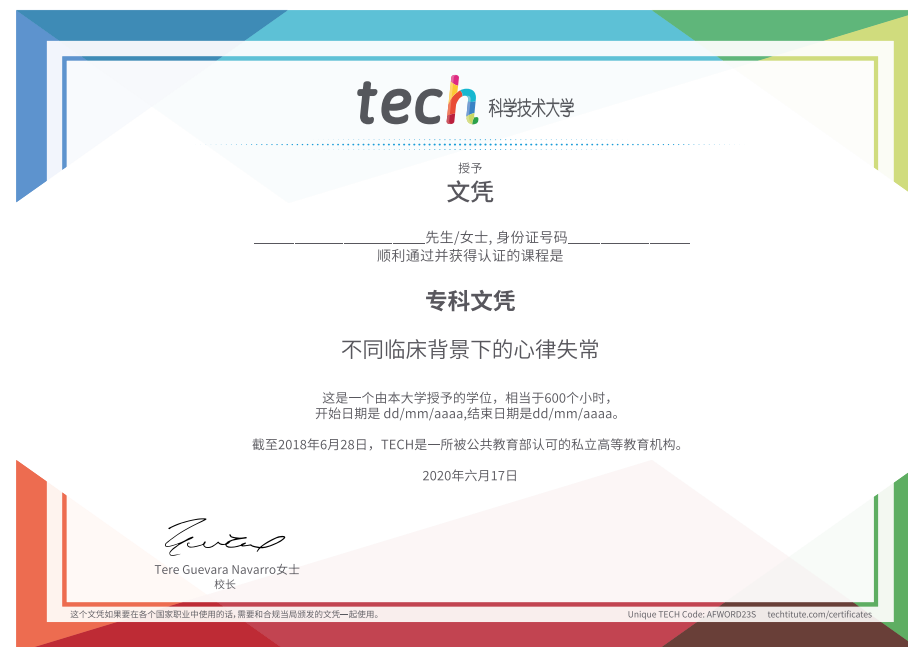 tech 科学技术大学
授予
文凭
____________________先生/女士, 身份证号码_______________
顺利通过并获得认证的课程是
专科文凭
不同临床背景下的心律失常
这是一个由本大学授予的学位，相当于600个小时，
开始日期是 dd/mm/aaaa,结束日期是dd/mm/aaaa。
截至2018年6月28日，TECH是一所被公共教育部认可的私立高等教育机构。
2020年六月17日
Tere Guevara Navarro女士
校长
这个文凭如果要在各个国家职业中使用的话,需要和合规当局颁发的文凭一起使用。
Unique TECH Code: AFWORD23S techtitute.com/certificates